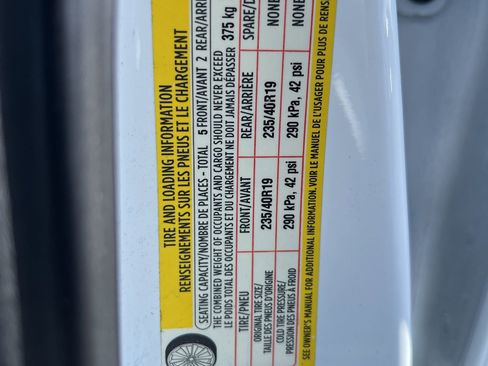 TIRE AND LOADING INFORMATION
RENSEIGNEMENTS SUR LES PNEUS ET LE CHARGEMENT
SEATING CAPACITY/NOMBRE DE PLACES - TOTAL 5 FRONT/AVANT 2 REAR/ARRI
THE COMBINED WEIGHT OF OCCUPANTS AND CARGO SHOULD NEVER EXCEED
LE POIDS TOTAL DES OCCUPANTS ET DU CHARGEMENT NE DOIT JAMAIS DÉPASSER 375 kg
TIRE/PNEU FRONT/AVANT REAR/ARRIÈRE SPARE/D
ORIGINAL TIRE SIZE/
TAILLE DES PNEUS D'ORIGINE 235/40R19 235/40R19 NONE
COLD TIRE PRESSURE/
PRESSION DES PNEUS À FROID 290 kPa, 42 psi 290 kPa, 42 psi NONE
SEE OWNER'S MANUAL FOR ADDITIONAL INFORMATION. VOIR LE MANUEL DE L'USAGER POUR PLUS DE RENS